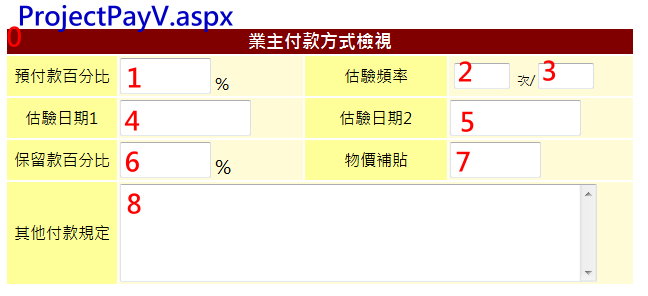 ProjectPayV.aspx
0 業主付款方式檢視
預付款百分比 1 % 估驗頻率 2 次/ 3
估驗日期1 4 估驗日期2 5
保留款百分比 6 % 物價補貼 7
其他付款規定 8